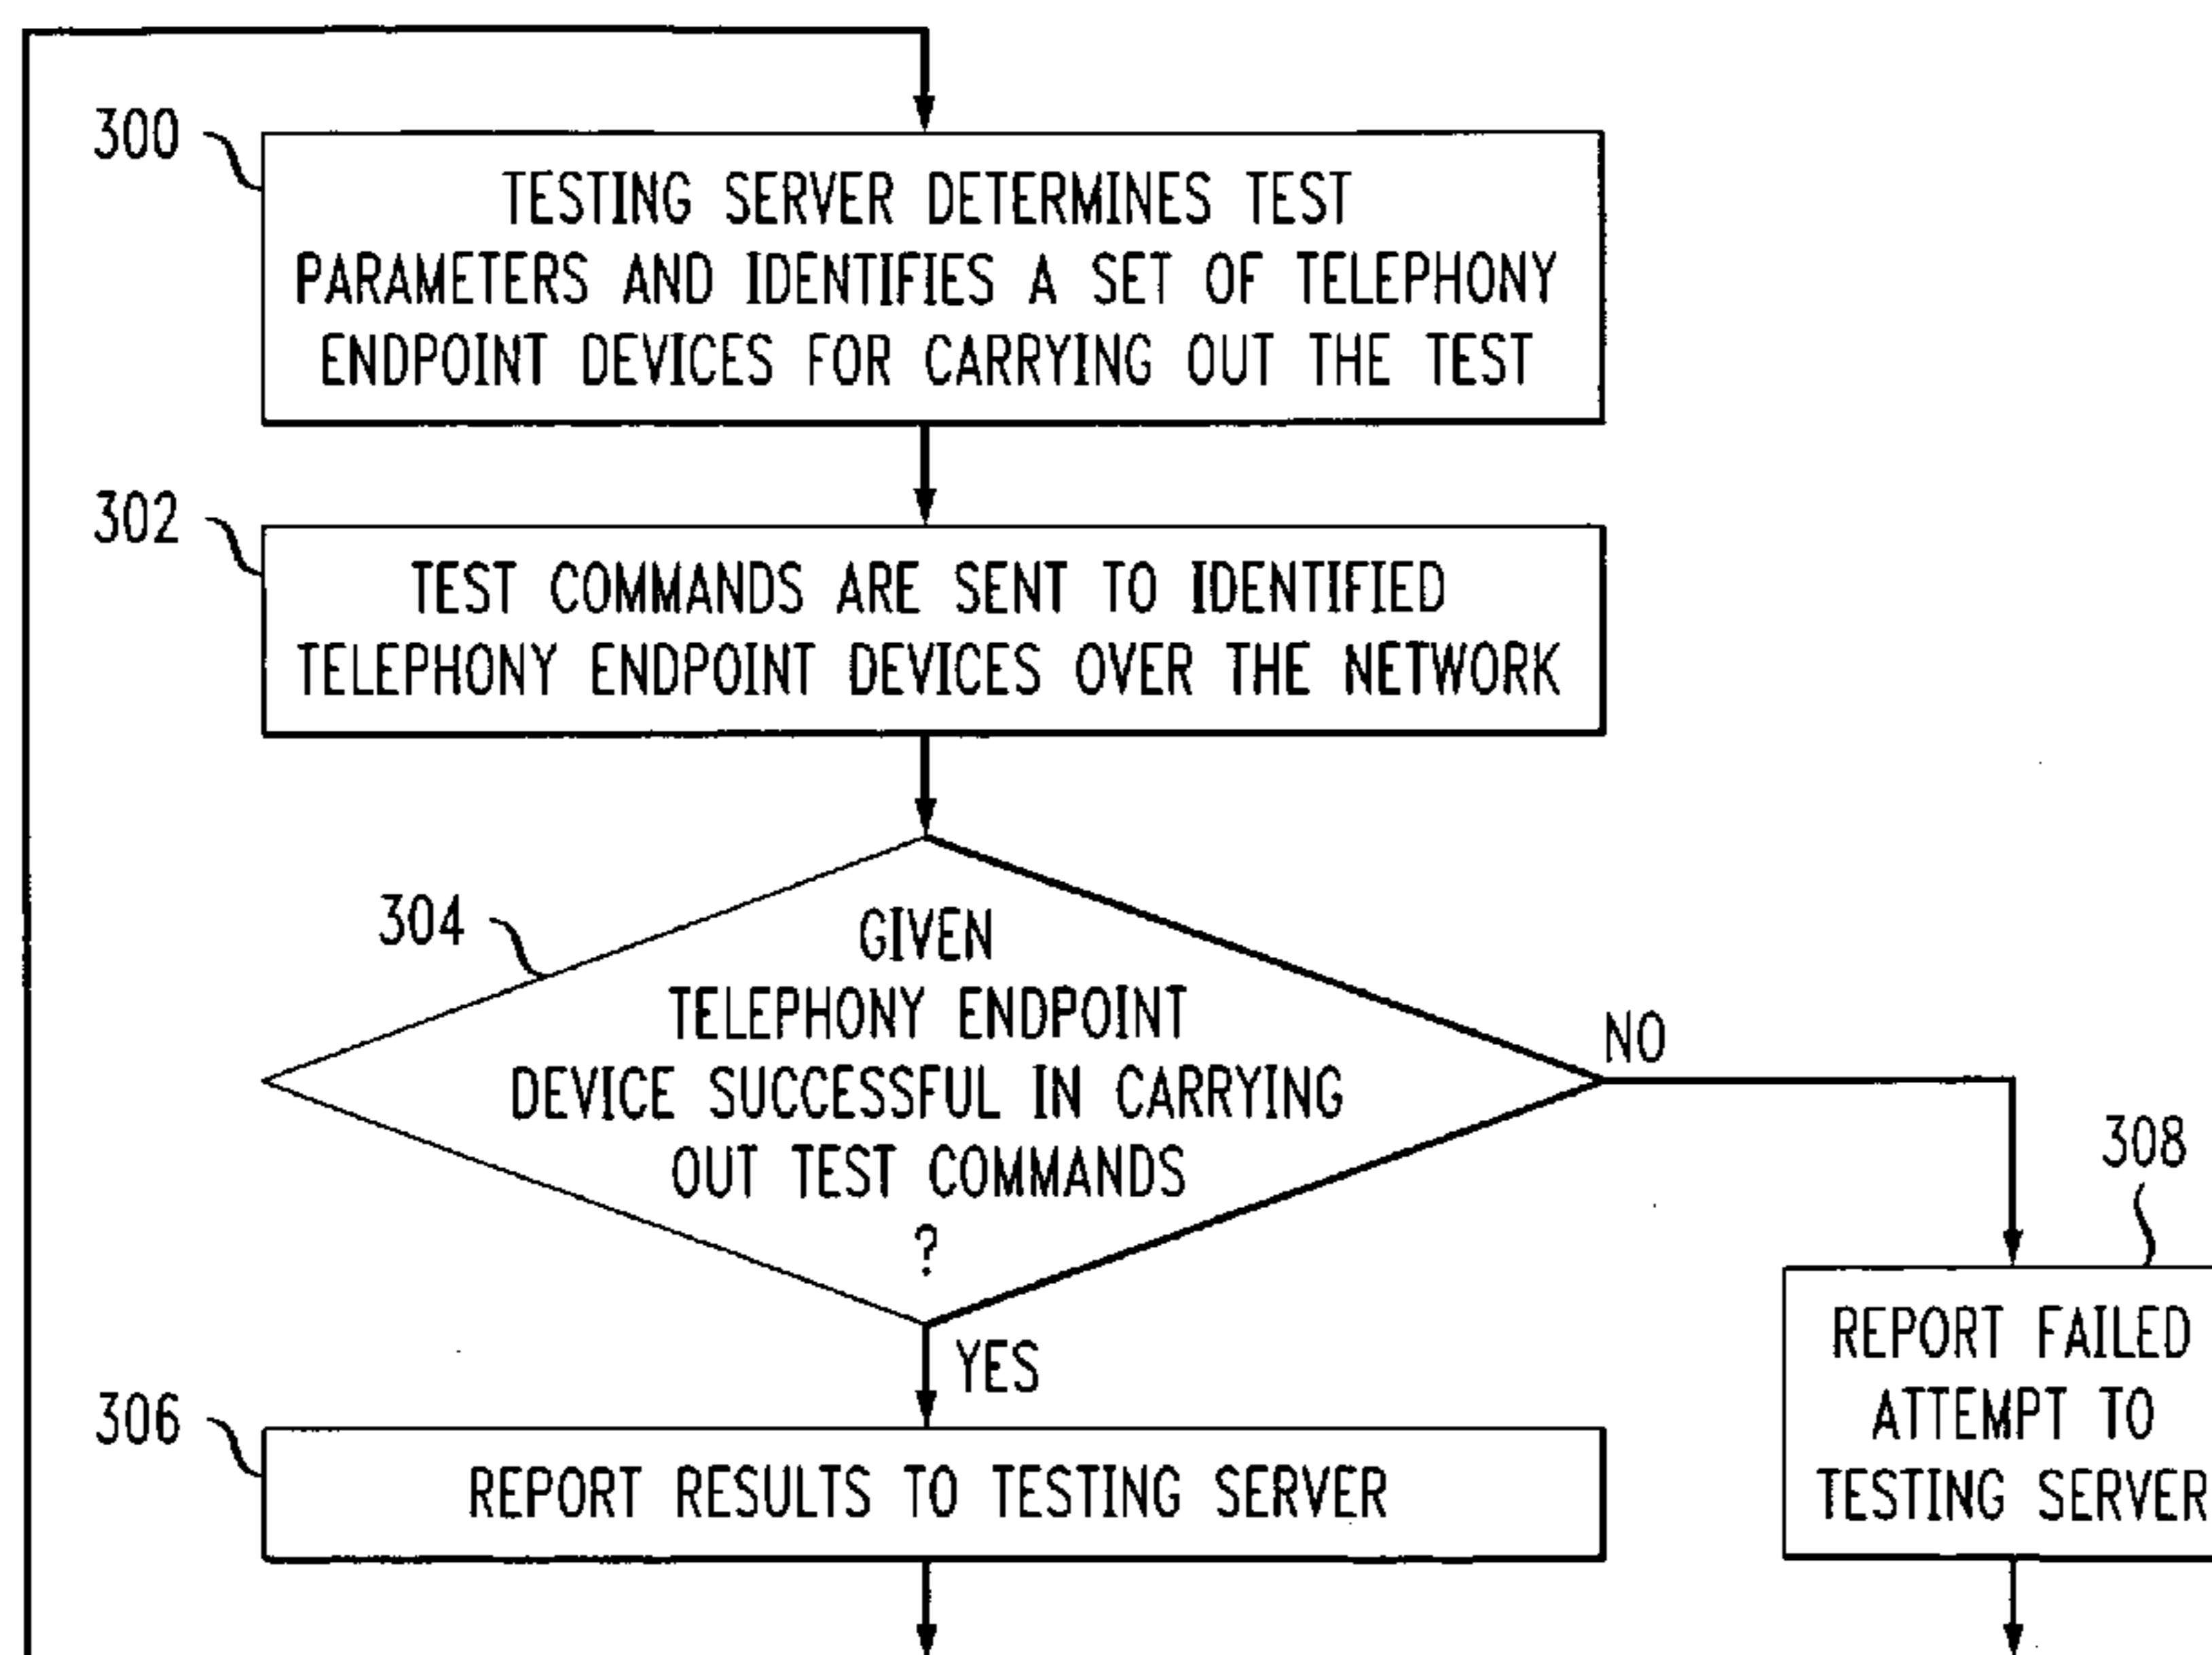 300
TESTING SERVER DETERMINES TEST
PARAMETERS AND IDENTIFIES A SET OF TELEPHONY
ENDPOINT DEVICES FOR CARRYING OUT THE TEST
302
TEST COMMANDS ARE SENT TO IDENTIFIED
TELEPHONY ENDPOINT DEVICES OVER THE NETWORK
304
GIVEN
TELEPHONY ENDPOINT
DEVICE SUCCESSFUL IN CARRYING
OUT TEST COMMANDS
?
NO
YES
308
REPORT FAILED
ATTEMPT TO
TESTING SERVER
306
REPORT RESULTS TO TESTING SERVER